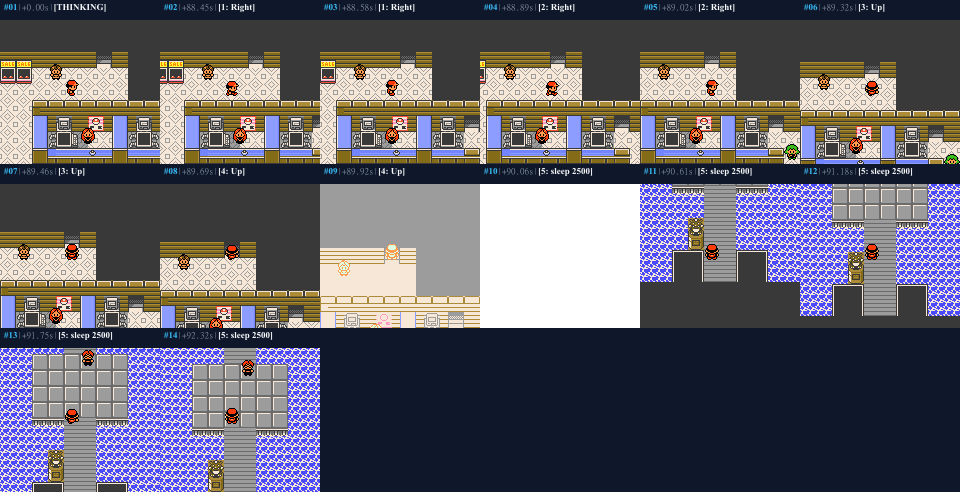 #01|+0.00s| [THINKING]
#02|+88.45s| [1: Right]
#03|+88.58s| [1: Right]
#04|+88.89s| [2: Right]
#05|+89.02s| [2: Right]
#06|+89.32s| [3: Up]
SALE SALE
#07|+89.46s| [3: Up]
#08|+89.69s| [4: Up]
#09|+89.92s| [4: Up]
#10|+90.06s| [5: sleep 2500]
#11|+90.61s| [5: sleep 2500]
#12|+91.18s| [5: sleep 2500]
#13|+91.75s| [5: sleep 2500]
#14|+92.32s| [5: sleep 2500]